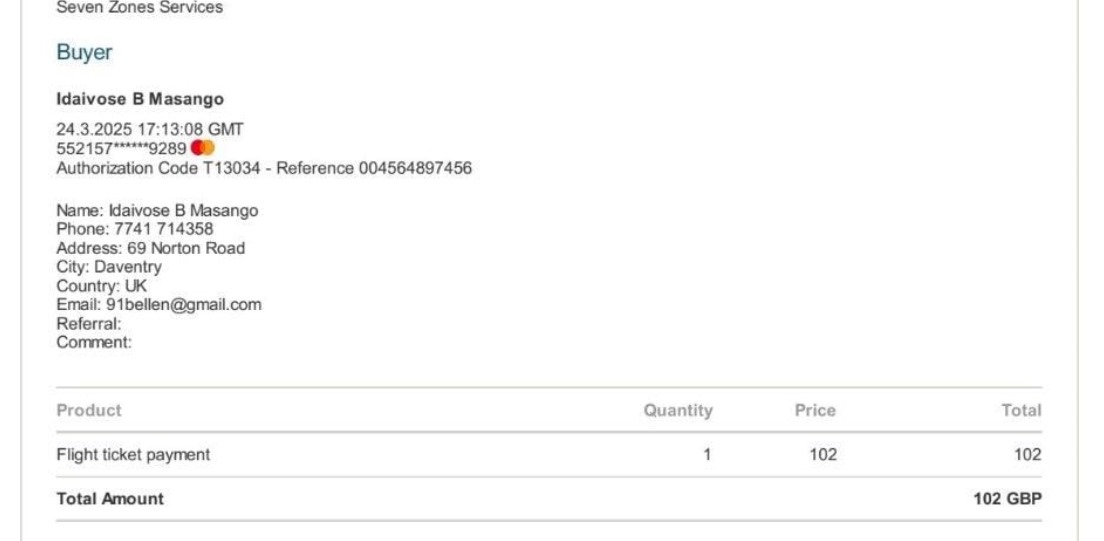 Seven Zones Services
Buyer
Idaivose B Masango
24.3.2025 17:13:08 GMT
552157******9289
Authorization Code T13034 - Reference 004564897456
Name: Idaivose B Masango
Phone: 7741 714358
Address: 69 Norton Road
City: Daventry
Country: UK
Email: 91bellen@gmail.com
Referral:
Comment:
Product Quantity Price Total
Flight ticket payment 1 102 102
Total Amount 102 GBP